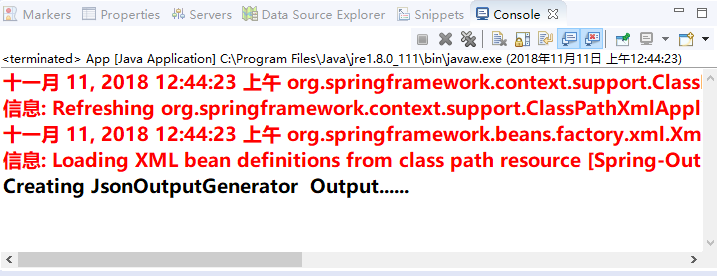 Markers Properties Servers Data Source Explorer Snippets Console
<terminated> App [Java Application] C:\Program Files\Java\jre1.8.0_111\bin\javaw.exe (2018年11月11日 上午12:44:23)
十一月 11, 2018 12:44:23 上午 org.springframework.context.support.Class
信息: Refreshing org.springframework.context.support.ClassPathXmlAppl
十一月 11, 2018 12:44:23 上午 org.springframework.beans.factory.xml.Xm
信息: Loading XML bean definitions from class path resource [Spring-Out
Creating JsonOutputGenerator  Output......